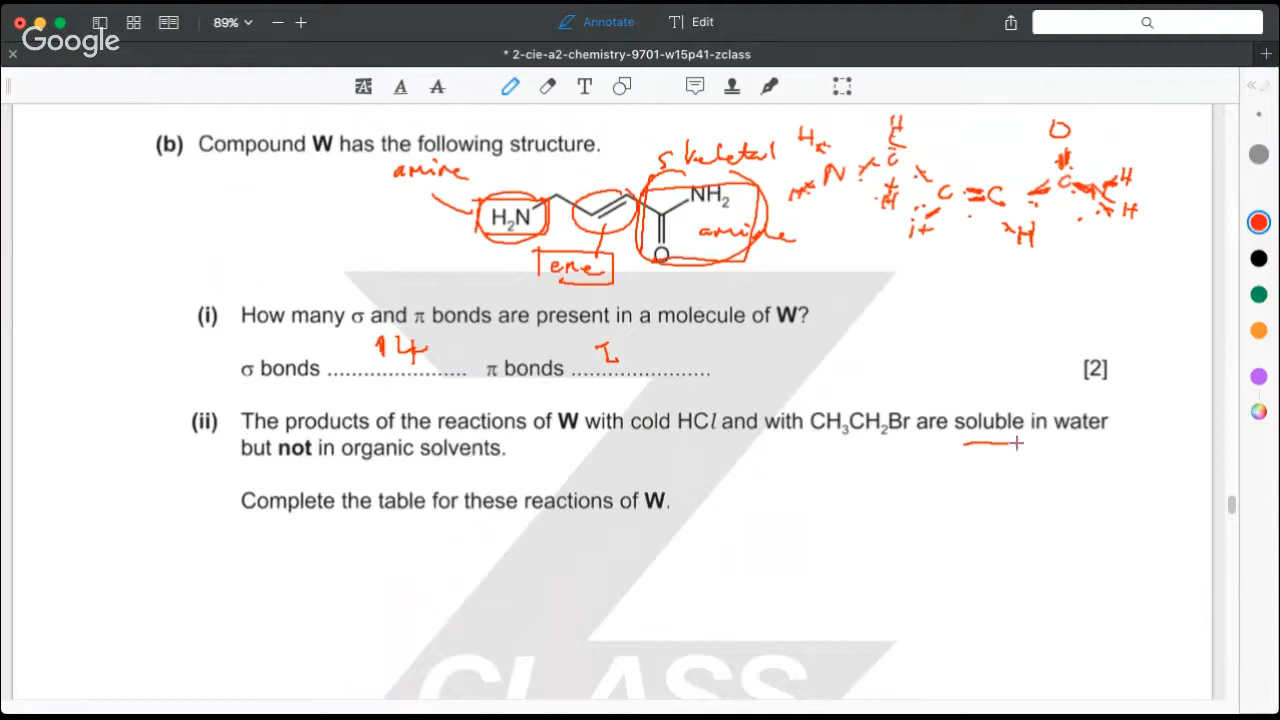 89%
Annotate
Edit
Google
* 2-cie-a2-chemistry-9701-w15p41-zclass
(b) Compound W has the following structure.
amine
skeletal
H₂N
NH₂
O
amine
ene
H H O
N C C = C C N H
H H H H H
(i) How many σ and π bonds are present in a molecule of W?
14
2
σ bonds ........................ π bonds ........................ [2]
(ii) The products of the reactions of W with cold HCl and with CH₃CH₂Br are soluble in water
but not in organic solvents.
Complete the table for these reactions of W.
CLASS